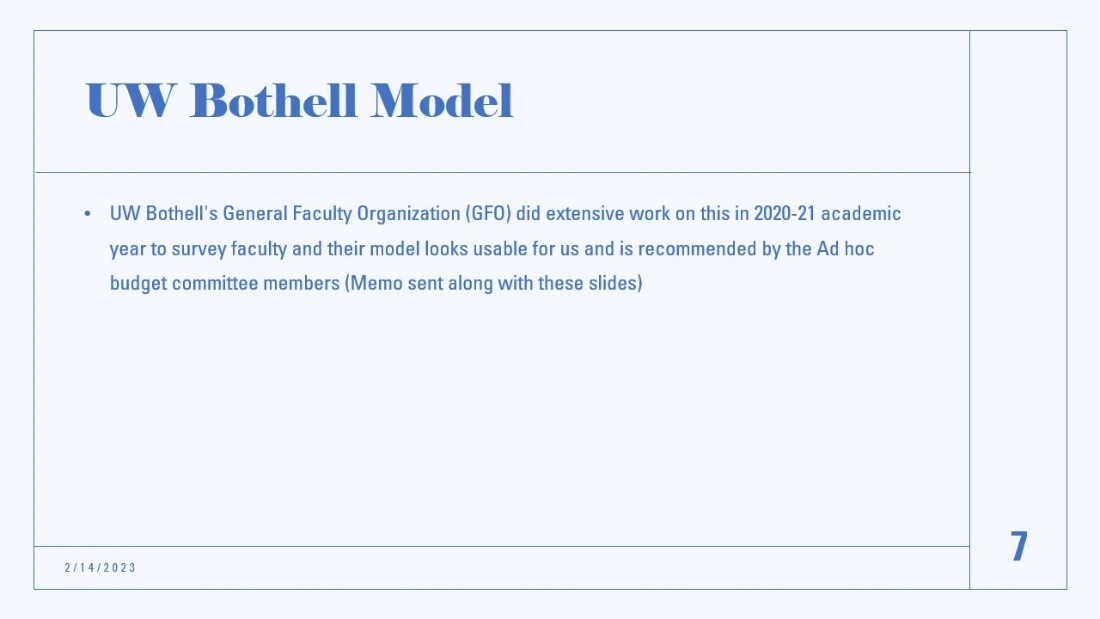 UW Bothell Model
• UW Bothell's General Faculty Organization (GFO) did extensive work on this in 2020-21 academic
year to survey faculty and their model looks usable for us and is recommended by the Ad hoc
budget committee members (Memo sent along with these slides)
7
2/14/2023